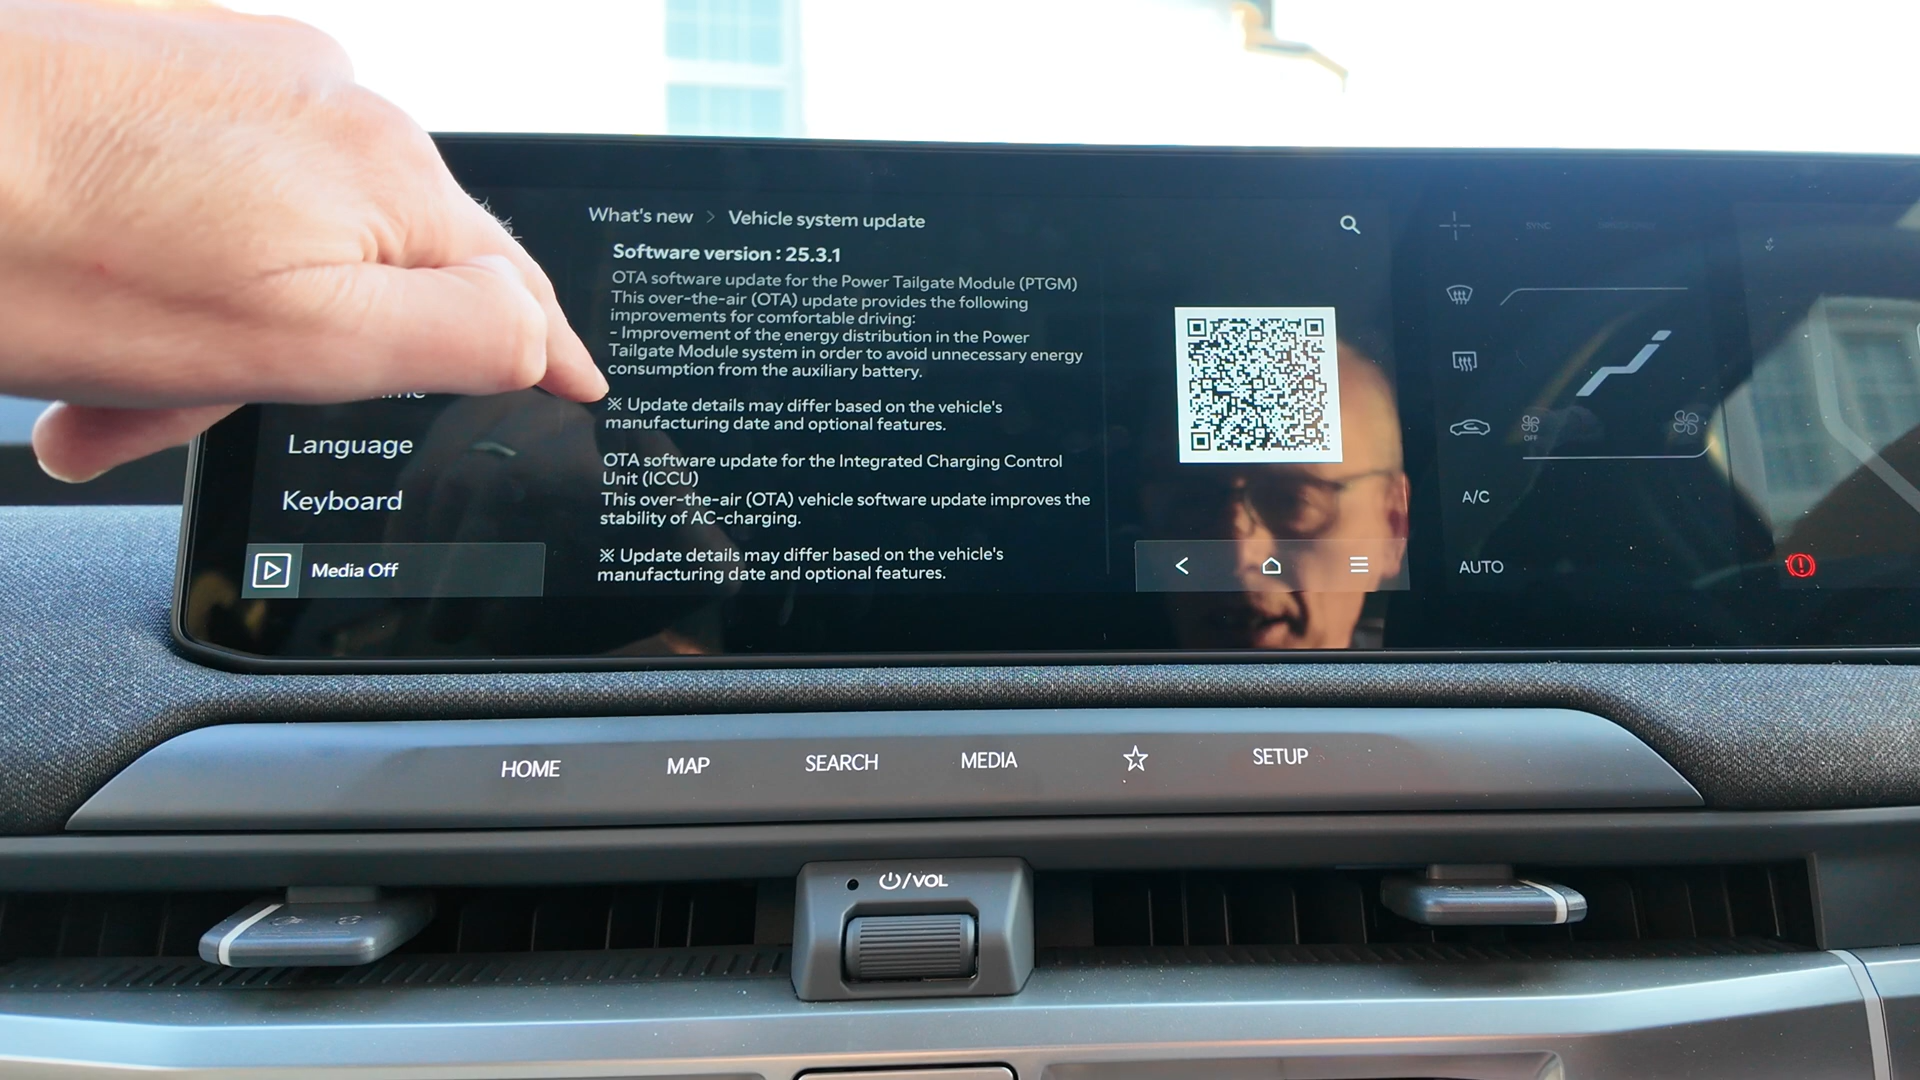 What's new > Vehicle system update
Software version : 25.3.1
OTA software update for the Power Tailgate Module (PTGM)
This over-the-air (OTA) update provides the following
improvements for comfortable driving:
- Improvement of the energy distribution in the Power
Tailgate Module system in order to avoid unnecessary energy
consumption from the auxiliary battery.
※ Update details may differ based on the vehicle's
manufacturing date and optional features.
OTA software update for the Integrated Charging Control
Unit (ICCU)
This over-the-air (OTA) vehicle software update improves the
stability of AC-charging.
※ Update details may differ based on the vehicle's
manufacturing date and optional features.
Language
Keyboard
Media Off
SYNC
OFF
A/C
AUTO
HOME
MAP
SEARCH
MEDIA
SETUP
/VOL